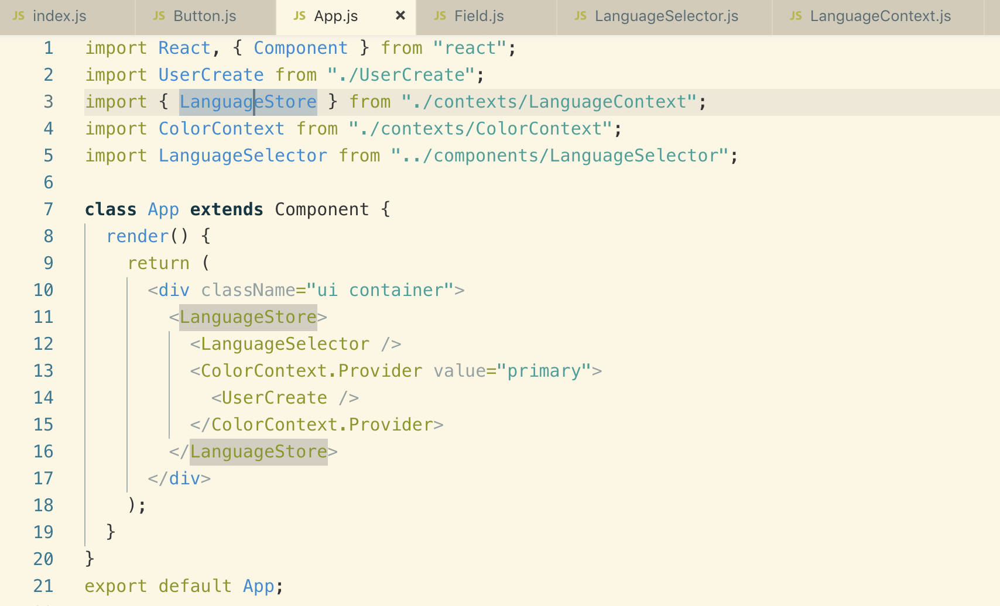 JS index.js JS Button.js JS App.js × JS Field.js JS LanguageSelector.js JS LanguageContext.js
1 import React, { Component } from "react";
2 import UserCreate from "./UserCreate";
3 import { LanguageStore } from "./contexts/LanguageContext";
4 import ColorContext from "./contexts/ColorContext";
5 import LanguageSelector from "../components/LanguageSelector";
6
7 class App extends Component {
8   render() {
9     return (
10       <div className="ui container">
11         <LanguageStore>
12           <LanguageSelector />
13           <ColorContext.Provider value="primary">
14             <UserCreate />
15           </ColorContext.Provider>
16         </LanguageStore>
17       </div>
18     );
19   }
20 }
21 export default App;